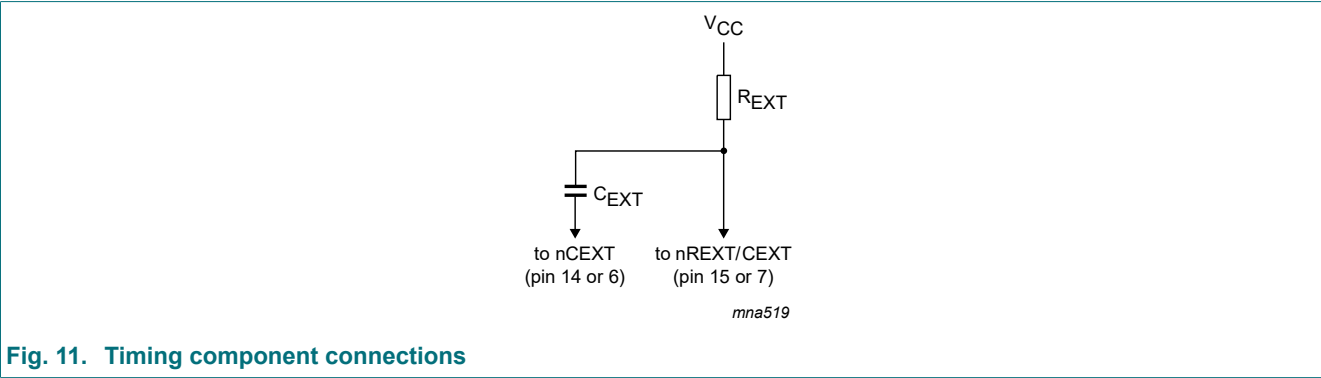 VCC
REXT
CEXT
to nCEXT
(pin 14 or 6)
to nREXT/CEXT
(pin 15 or 7)
mna519
Fig. 11. Timing component connections